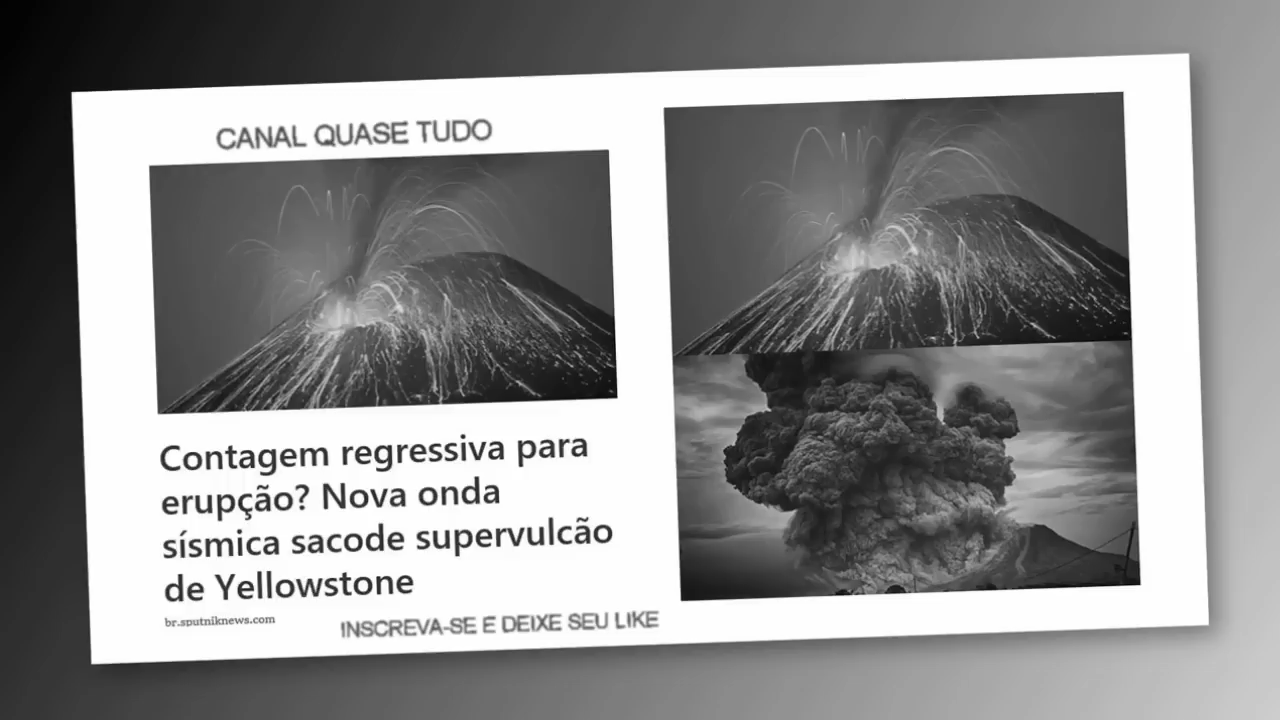 CANAL QUASE TUDO
Contagem regressiva para
erupção? Nova onda
sísmica sacode supervulcão
de Yellowstone
br.sputniknews.com
INSCREVA-SE E DEIXE SEU LIKE